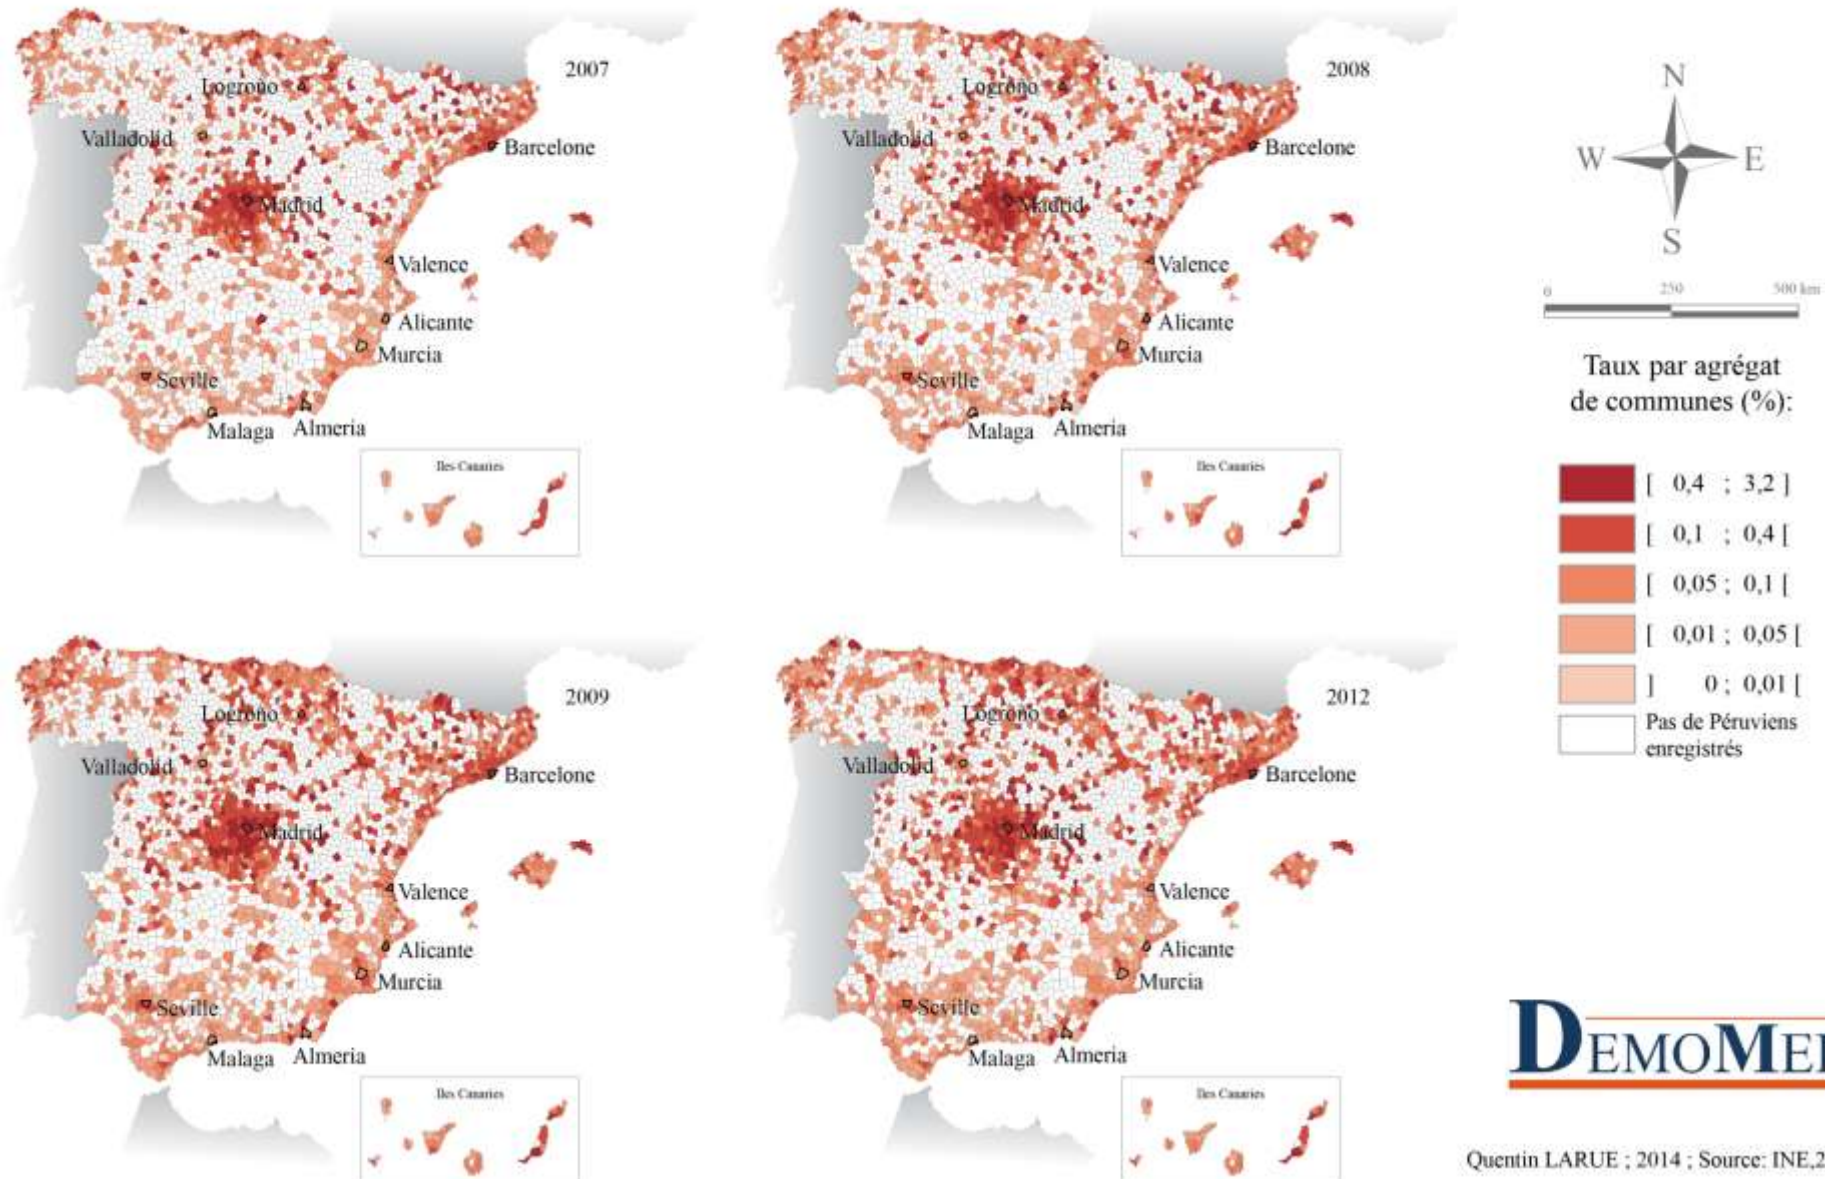 2007
Logroño
Valladolid
Barcelone
Madrid
Valence
Alicante
Murcia
Seville
Malaga
Almeria
Iles Canaries
2008
Logroño
Valladolid
Barcelone
Madrid
Valence
Alicante
Murcia
Seville
Malaga
Almeria
Iles Canaries
2009
Logroño
Valladolid
Barcelone
Madrid
Valence
Alicante
Murcia
Seville
Malaga
Almeria
Iles Canaries
2012
Logroño
Valladolid
Barcelone
Madrid
Valence
Alicante
Murcia
Seville
Malaga
Almeria
Iles Canaries
N
W E
S
0 250 500 km
Taux par agrégat
de communes (%):
[ 0,4 ; 3,2 ]
[ 0,1 ; 0,4 [
[ 0,05 ; 0,1 [
[ 0,01 ; 0,05 [
] 0 ; 0,01 [
Pas de Péruviens
enregistrés
Quentin LARUE ; 2014 ; Source: INE,2